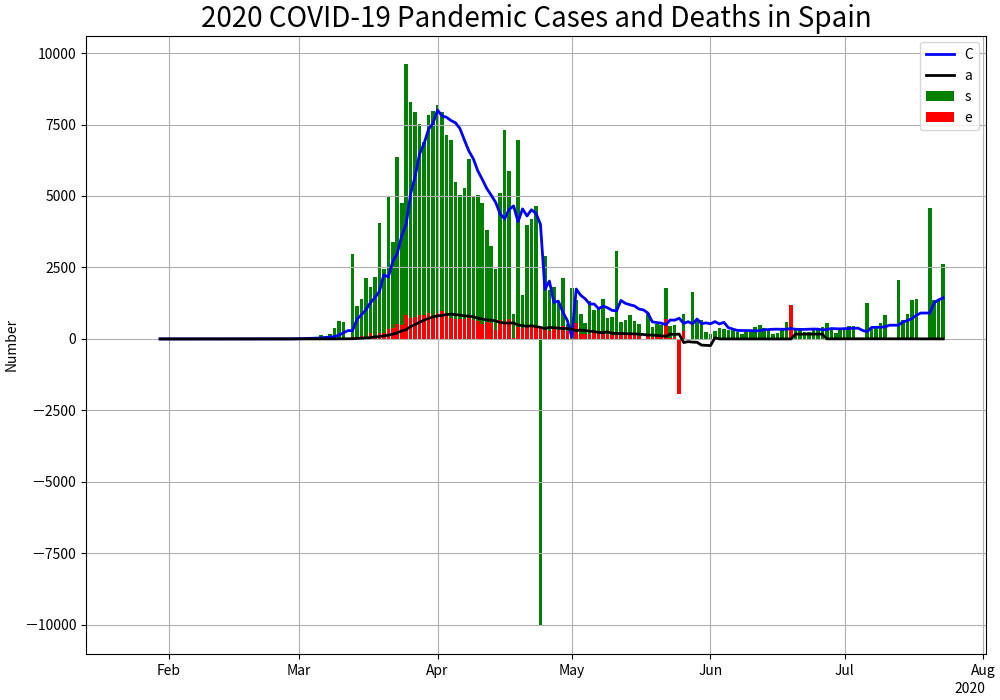 2020 COVID-19 Pandemic Cases and Deaths in Spain
10000
7500
5000
2500
0
−2500
−5000
−7500
−10000
Number
C
a
s
e
Feb
Mar
Apr
May
Jun
Jul
Aug
2020